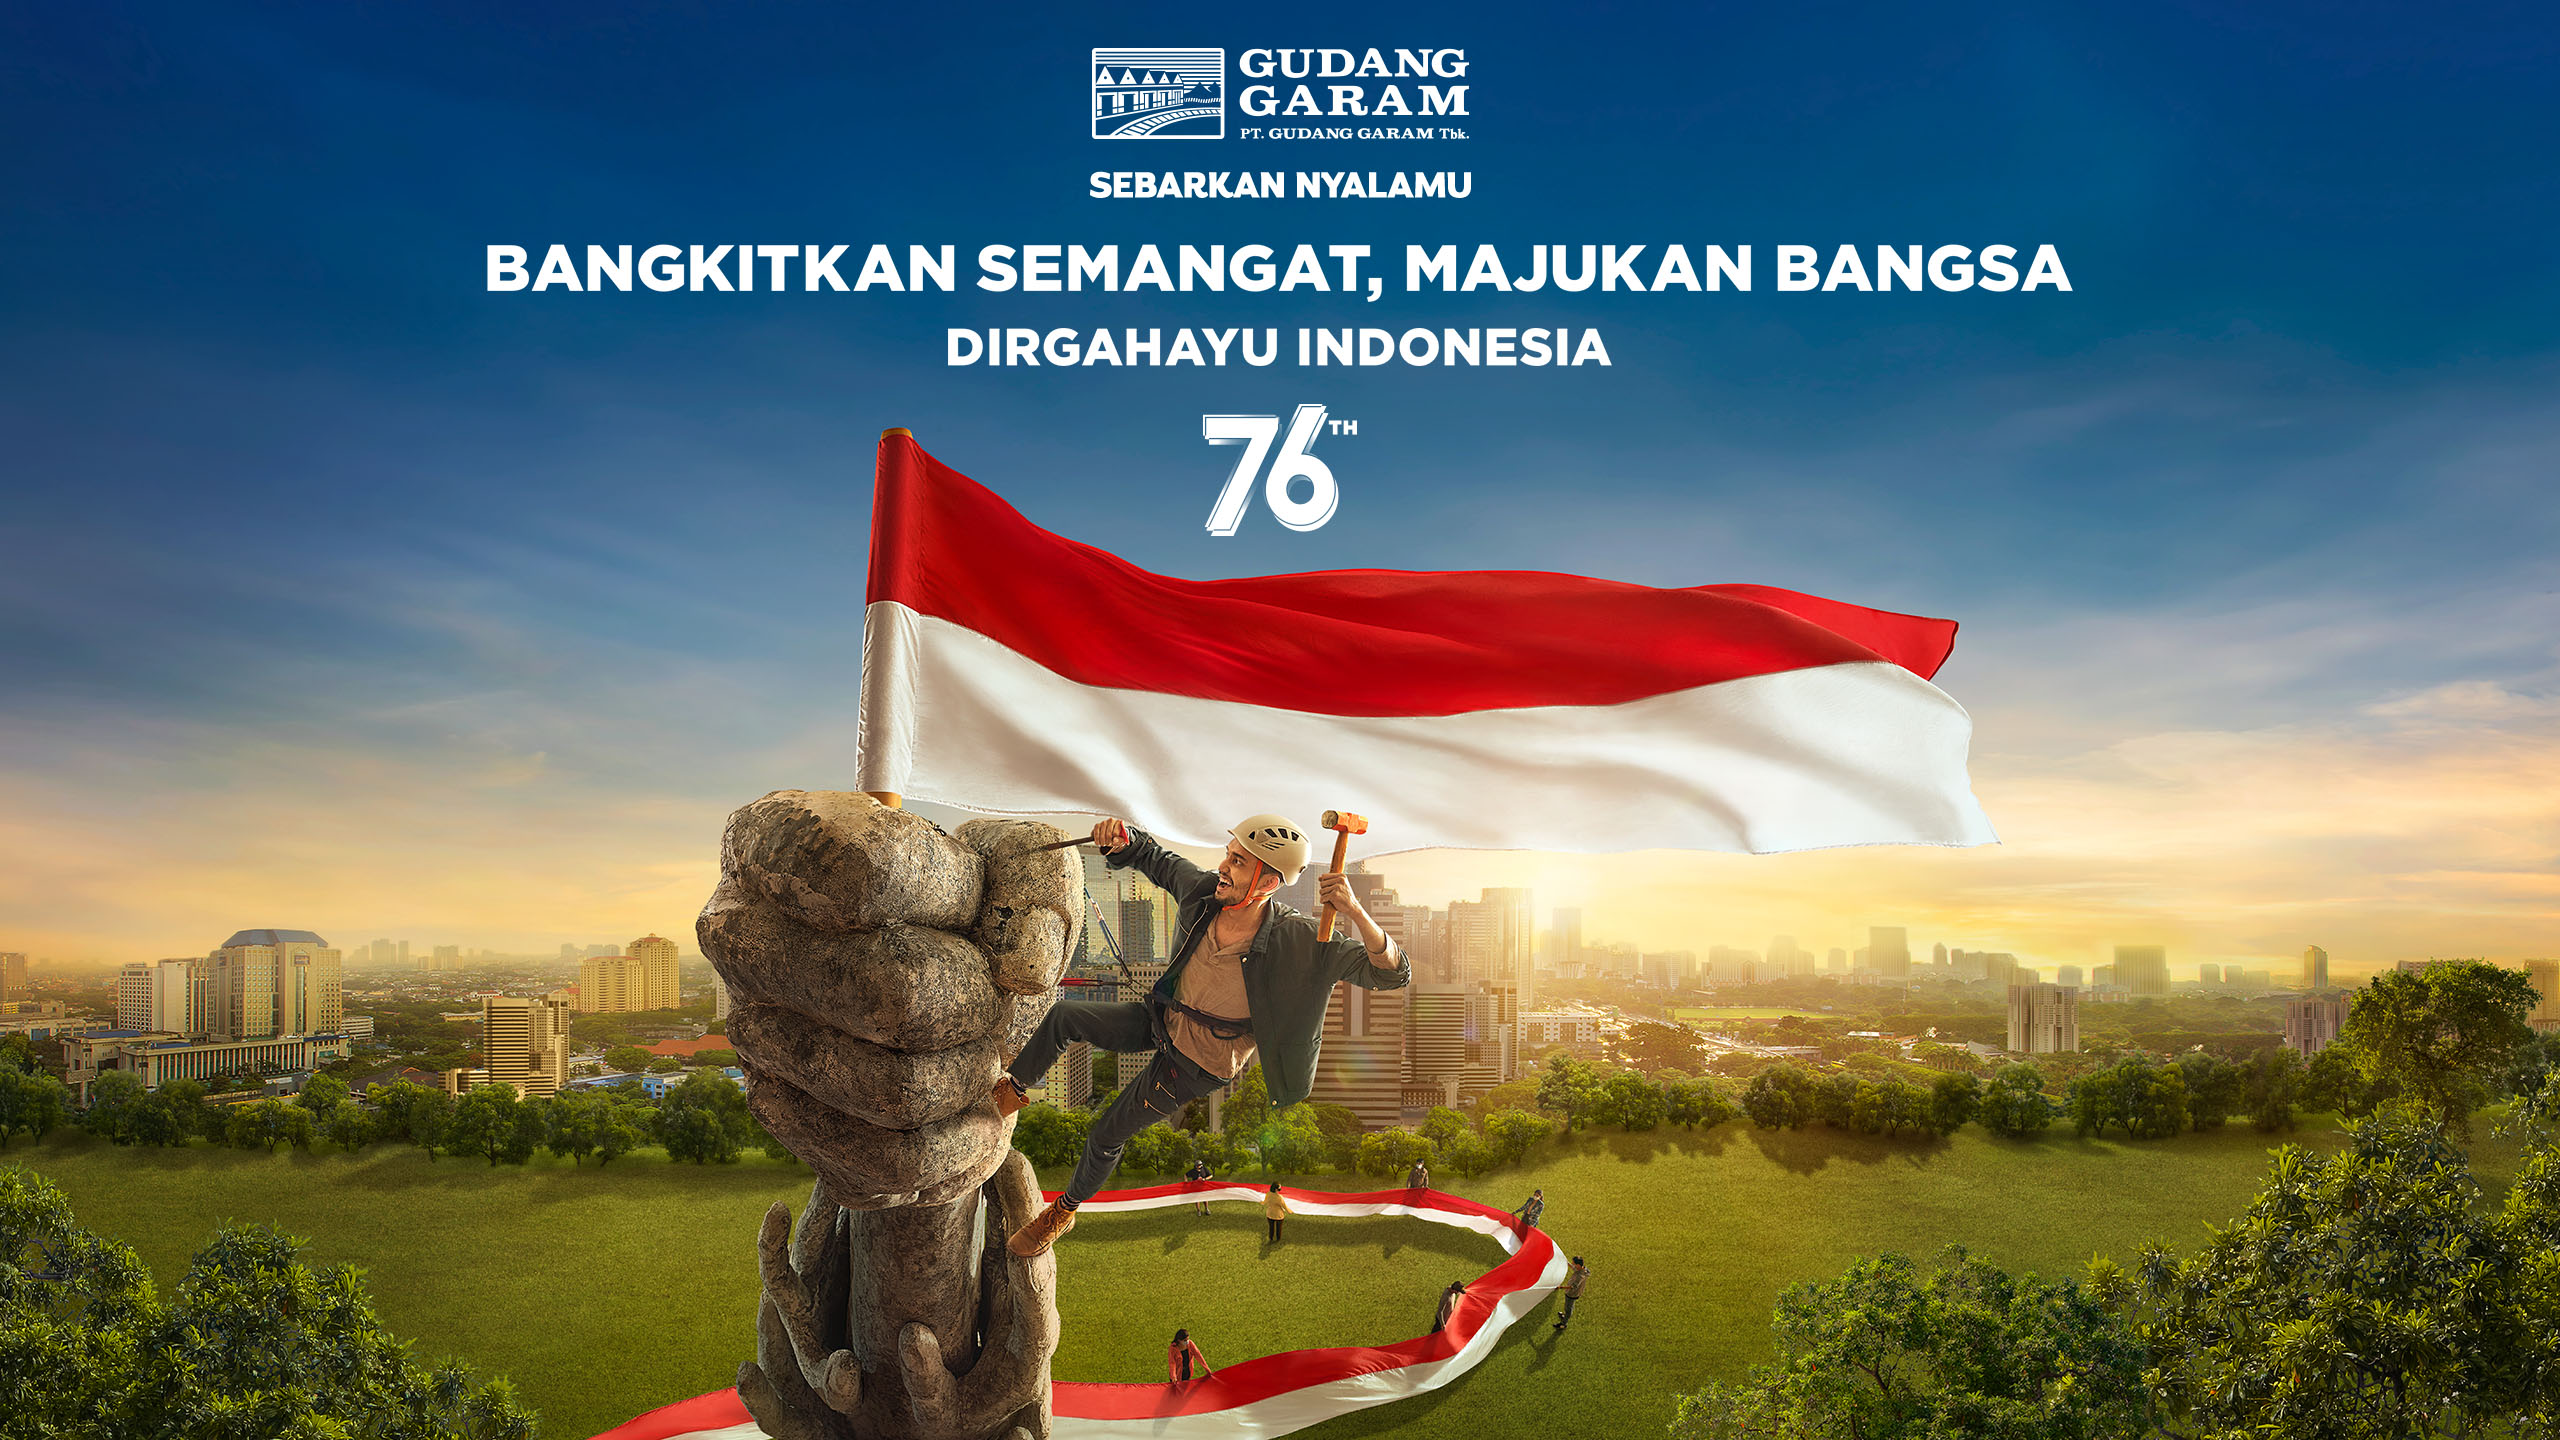 GUDANG
GARAM
PT. GUDANG GARAM Tbk.
SEBARKAN NYALAMU
BANGKITKAN SEMANGAT, MAJUKAN BANGSA
DIRGAHAYU INDONESIA
76TH